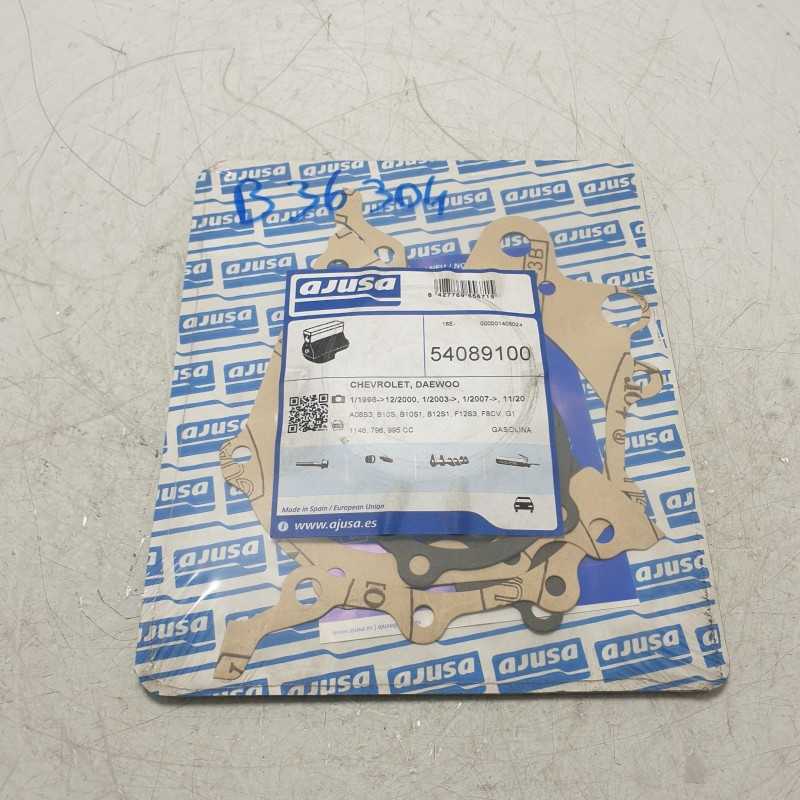 B 36 304
ajusa
54089100
CHEVROLET, DAEWOO
1/1998->12/2000, 1/2003->, 1/2007->, 11/20
A08S3, B10S, B10S1, B12S1, F12S3, F8CV, G1
1148, 796, 995 CC GASOLINA
Made in Spain / European Union
www.ajusa.es